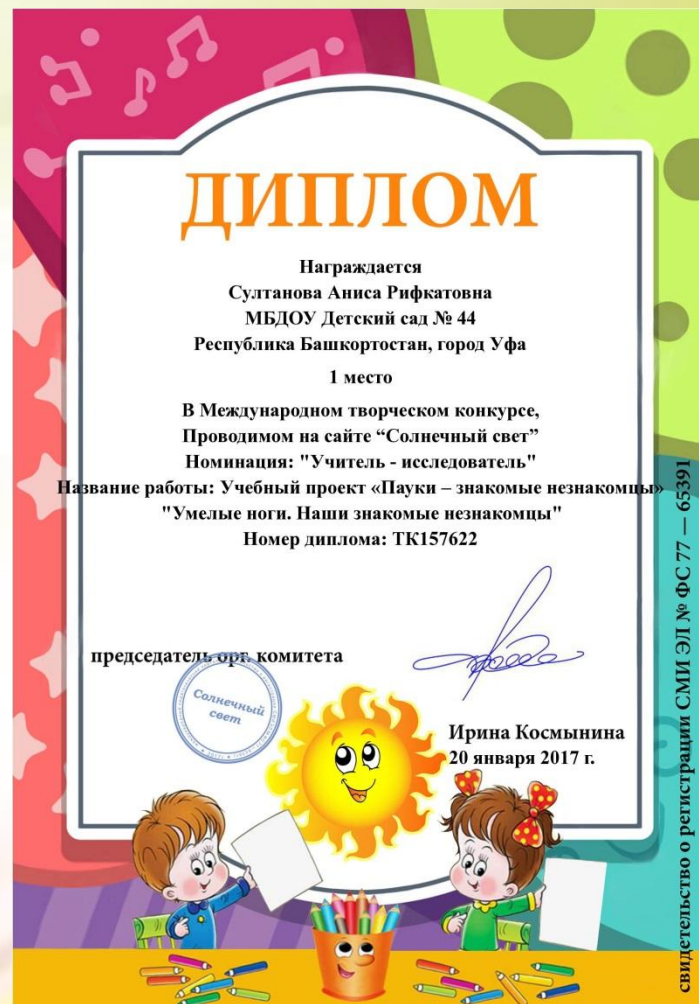 ДИПЛОМ
Награждается
Султанова Аниса Рифкатовна
МБДОУ Детский сад № 44
Республика Башкортостан, город Уфа
1 место
В Международном творческом конкурсе,
Проводимом на сайте “Солнечный свет”
Номинация: "Учитель - исследователь"
Название работы: Учебный проект «Пауки – знакомые незнакомцы»
"Умелые ноги. Наши знакомые незнакомцы"
Номер диплома: ТК157622
председатель орг. комитета
Солнечный
свет
Ирина Космынина
20 января 2017 г.
свидетельство о регистрации СМИ ЭЛ № ФС 77 — 65391